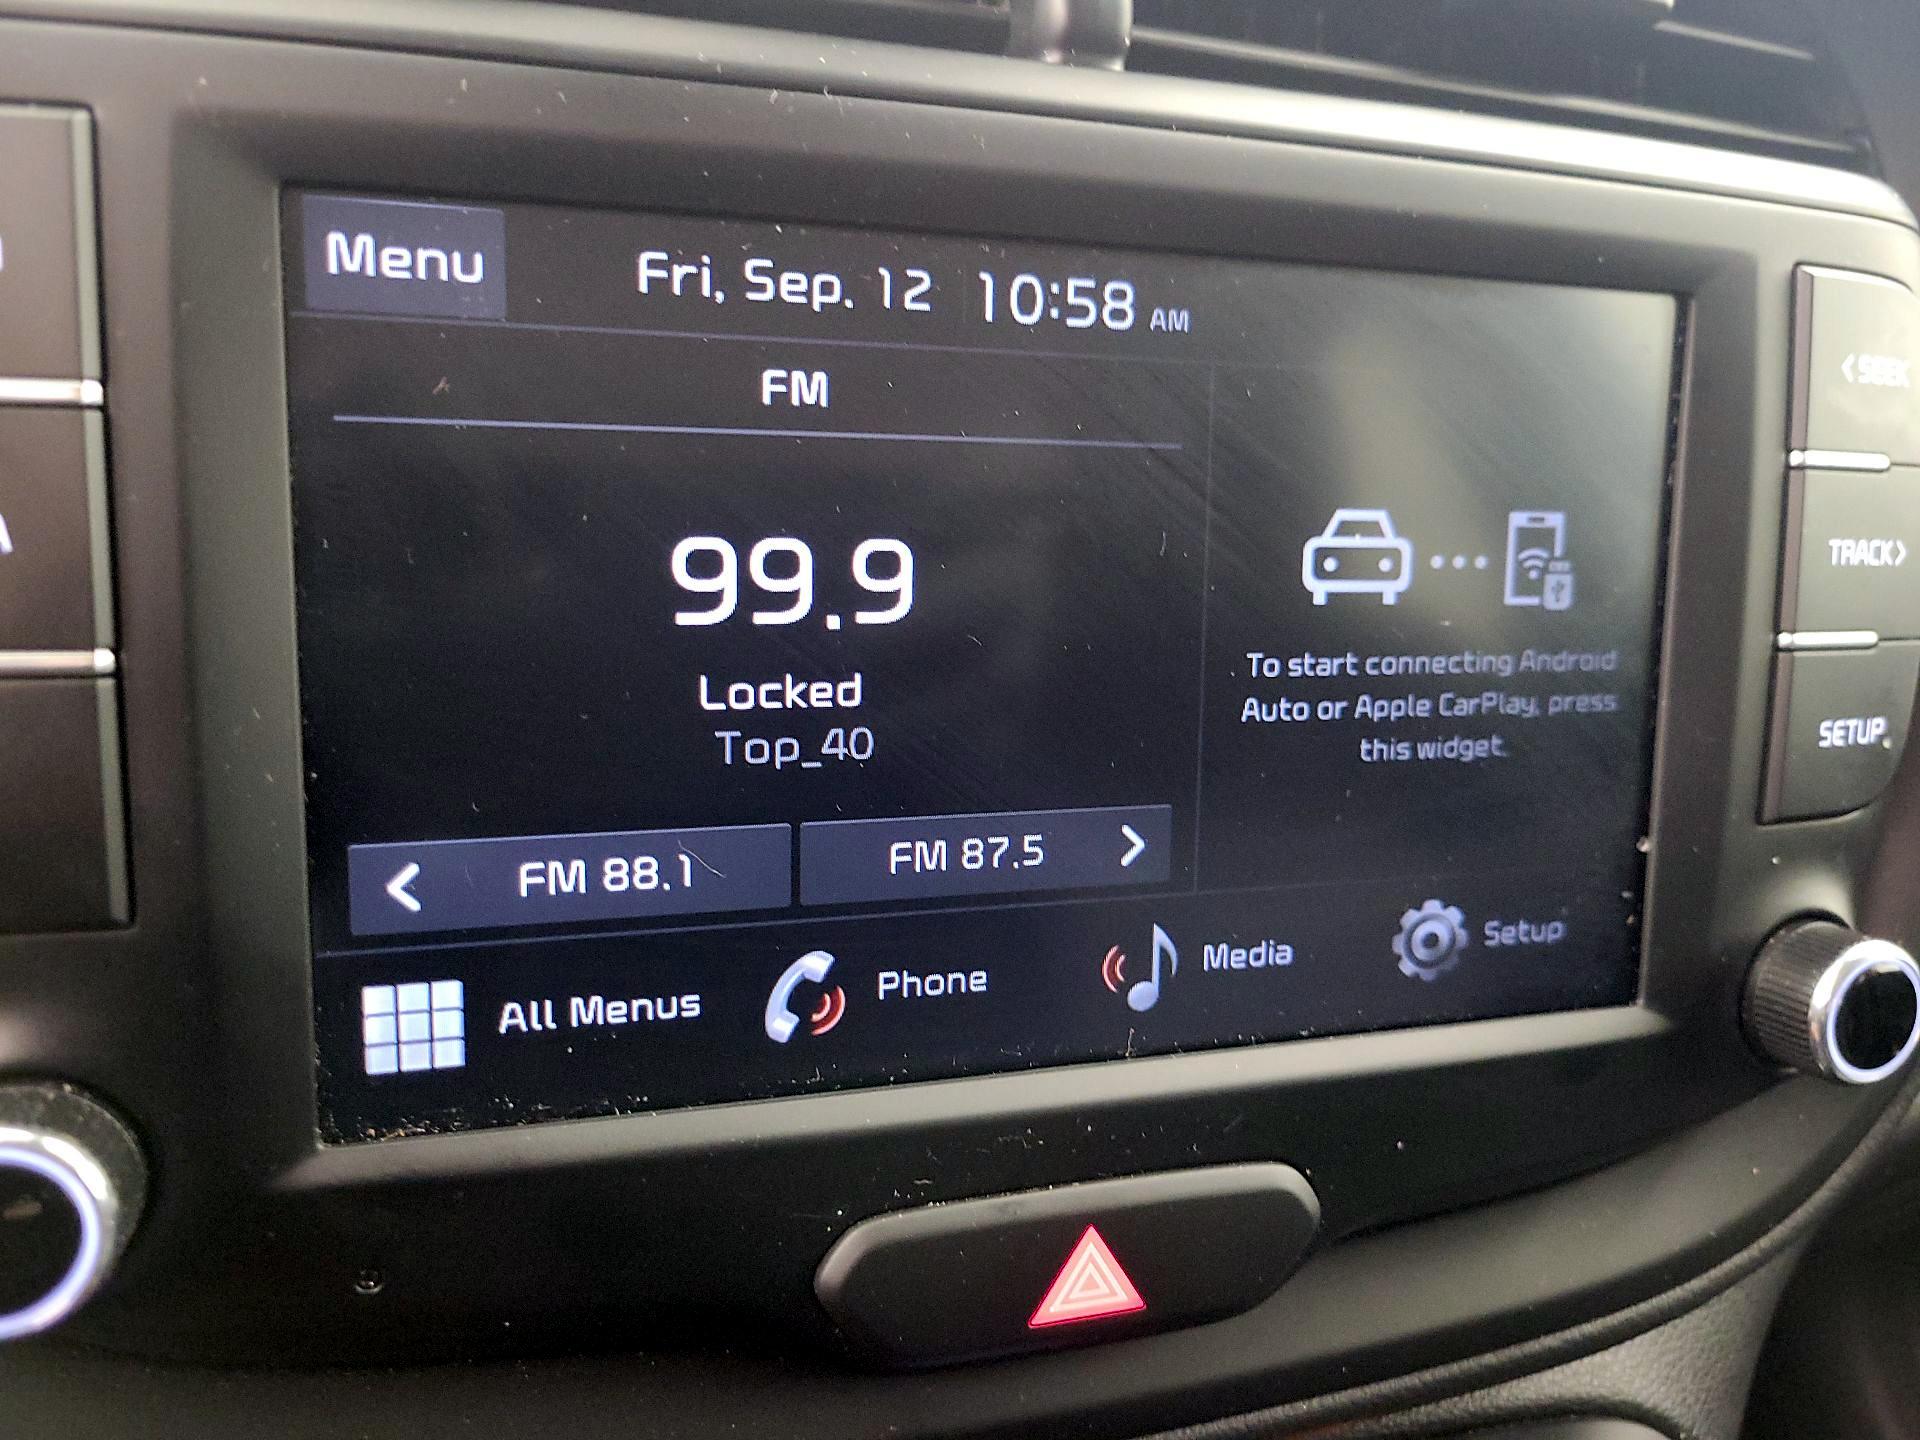 Menu
Fri, Sep. 12 10:58 AM
FM
99.9
Locked
Top_40
FM 88.1
FM 87.5
To start connecting Android
Auto or Apple CarPlay, press
this widget.
All Menus
Phone
Media
Setup
< SEEK
TRACK >
SETUP